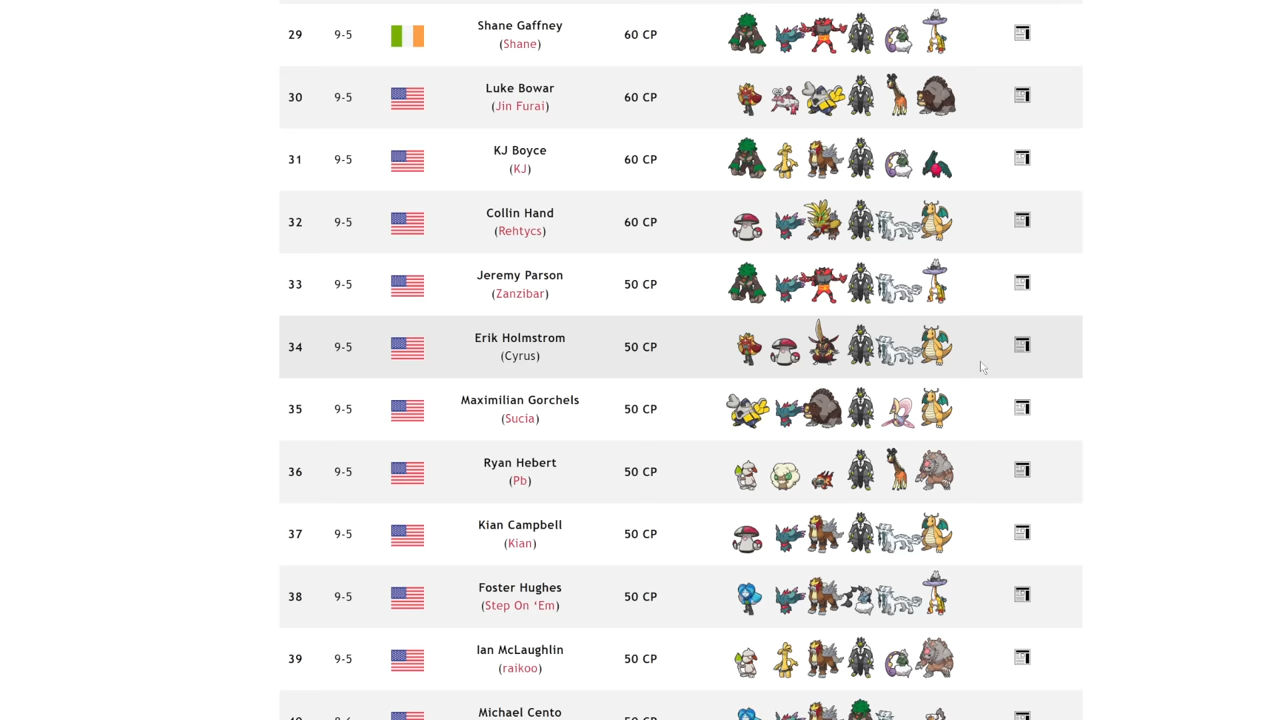 29 9-5 Shane Gaffney 60 CP
(Shane)
30 9-5 Luke Bowar 60 CP
(Jin Furai)
31 9-5 KJ Boyce 60 CP
(KJ)
32 9-5 Collin Hand 60 CP
(Rehtycs)
33 9-5 Jeremy Parson 50 CP
(Zanzibar)
34 9-5 Erik Holmstrom 50 CP
(Cyrus)
35 9-5 Maximilian Gorchels 50 CP
(Sucia)
36 9-5 Ryan Hebert 50 CP
(Pb)
37 9-5 Kian Campbell 50 CP
(Kian)
38 9-5 Foster Hughes 50 CP
(Step On ‘Em)
39 9-5 Ian McLaughlin 50 CP
(raikoo)
Michael Cento